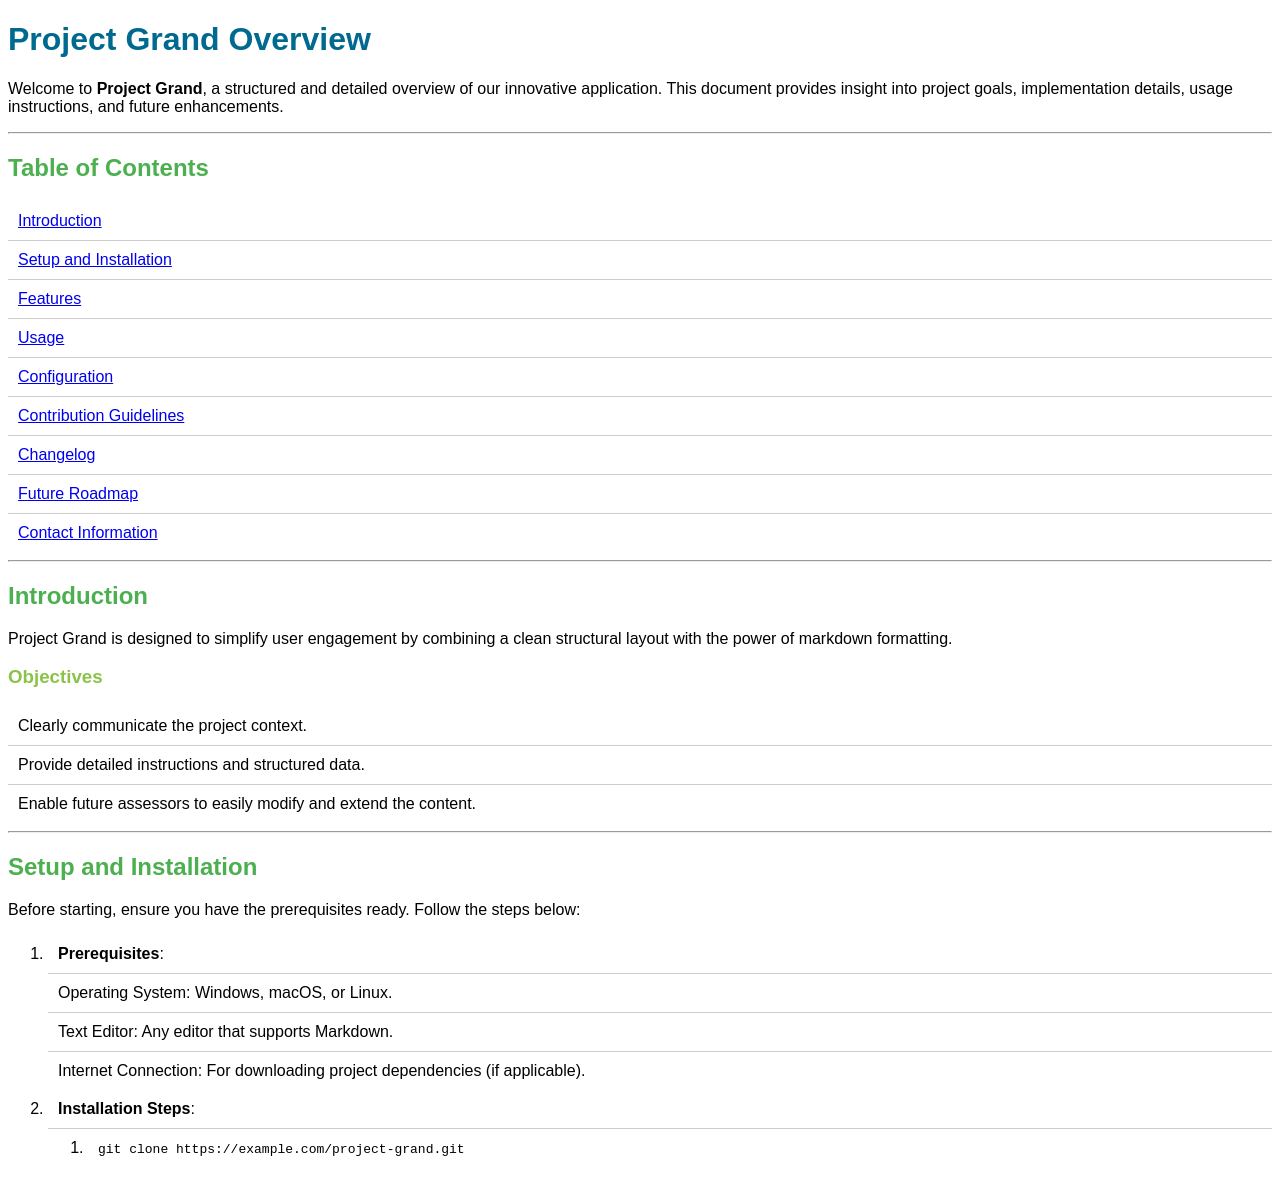 Project Grand Overview
Welcome to Project Grand, a structured and detailed overview of our innovative application. This document provides insight into project goals, implementation details, usage
instructions, and future enhancements.
Table of Contents
Introduction
Setup and Installation
Features
Usage
Configuration
Contribution Guidelines
Changelog
Future Roadmap
Contact Information
Introduction
Project Grand is designed to simplify user engagement by combining a clean structural layout with the power of markdown formatting.
Objectives
Clearly communicate the project context.
Provide detailed instructions and structured data.
Enable future assessors to easily modify and extend the content.
Setup and Installation
Before starting, ensure you have the prerequisites ready. Follow the steps below:
1. Prerequisites:
Operating System: Windows, macOS, or Linux.
Text Editor: Any editor that supports Markdown.
Internet Connection: For downloading project dependencies (if applicable).
2. Installation Steps:
1. git clone https://example.com/project-grand.git